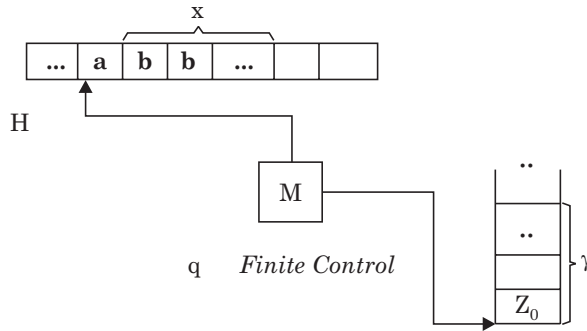 x
... a b b ...
H
M
..
..
γ
q Finite Control
Z₀